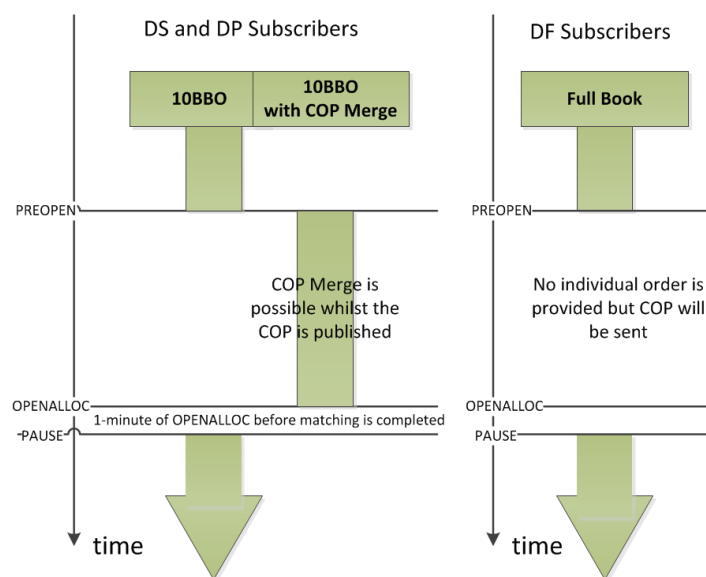 DS and DP Subscribers
10BBO
10BBO
with COP Merge
PREOPEN
COP Merge is
possible whilst the
COP is published
OPENALLOC
1-minute of OPENALLOC before matching is completed
PAUSE
time
DF Subscribers
Full Book
PREOPEN
No individual order is
provided but COP will
be sent
OPENALLOC
PAUSE
time